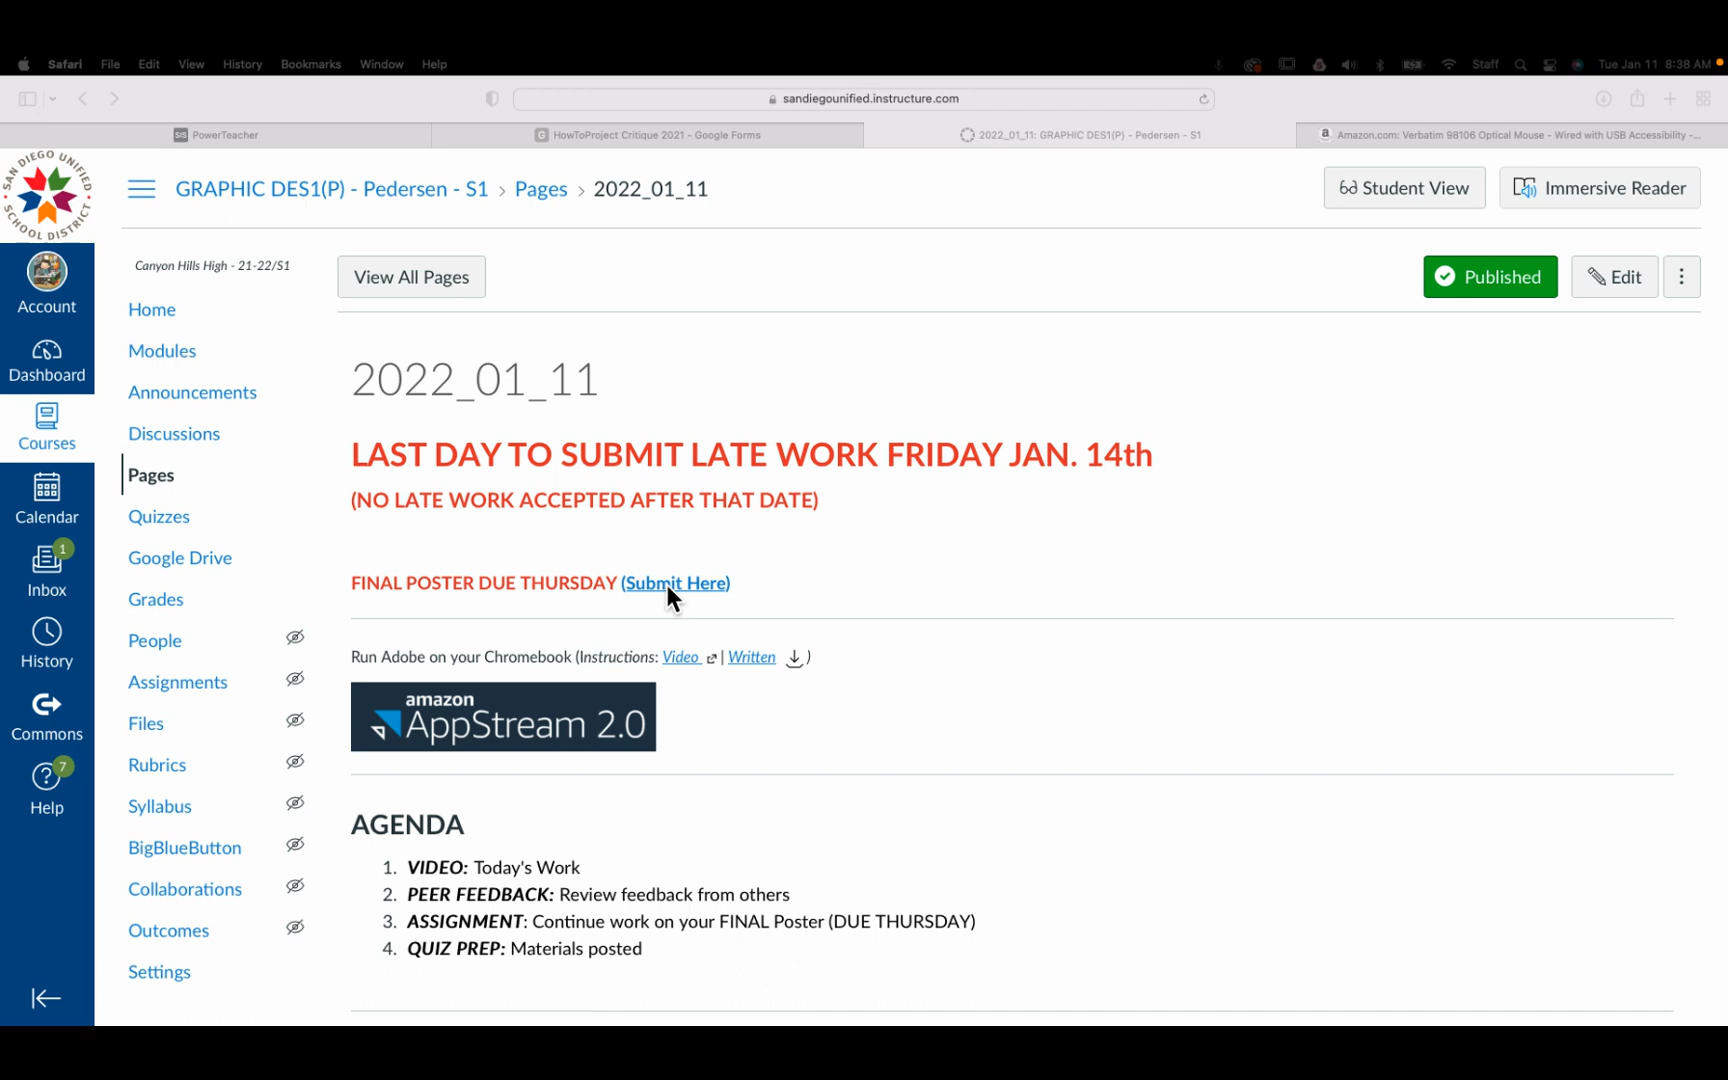 Safari File Edit View History Bookmarks Window Help Staff Tue Jan 11 8:38 AM
sandiegounified.instructure.com
SIS PowerTeacher
HowToProject Critique 2021 - Google Forms
2022_01_11: GRAPHIC DES1(P) - Pedersen - S1
Amazon.com: Verbatim 98106 Optical Mouse - Wired with USB Accessibility -...
SAN DIEGO UNIFIED SCHOOL DISTRICT
GRAPHIC DES1(P) - Pedersen - S1 › Pages › 2022_01_11
Student View
Immersive Reader
Account
Dashboard
Courses
Calendar
1
Inbox
History
Commons
7
Help
Canyon Hills High - 21-22/S1
Home
Modules
Announcements
Discussions
Pages
Quizzes
Google Drive
Grades
People
Assignments
Files
Rubrics
Syllabus
BigBlueButton
Collaborations
Outcomes
Settings
View All Pages
Published
Edit
2022_01_11
LAST DAY TO SUBMIT LATE WORK FRIDAY JAN. 14th
(NO LATE WORK ACCEPTED AFTER THAT DATE)
FINAL POSTER DUE THURSDAY (Submit Here)
Run Adobe on your Chromebook (Instructions: Video | Written )
amazon
AppStream 2.0
AGENDA
1. VIDEO: Today's Work
2. PEER FEEDBACK: Review feedback from others
3. ASSIGNMENT: Continue work on your FINAL Poster (DUE THURSDAY)
4. QUIZ PREP: Materials posted